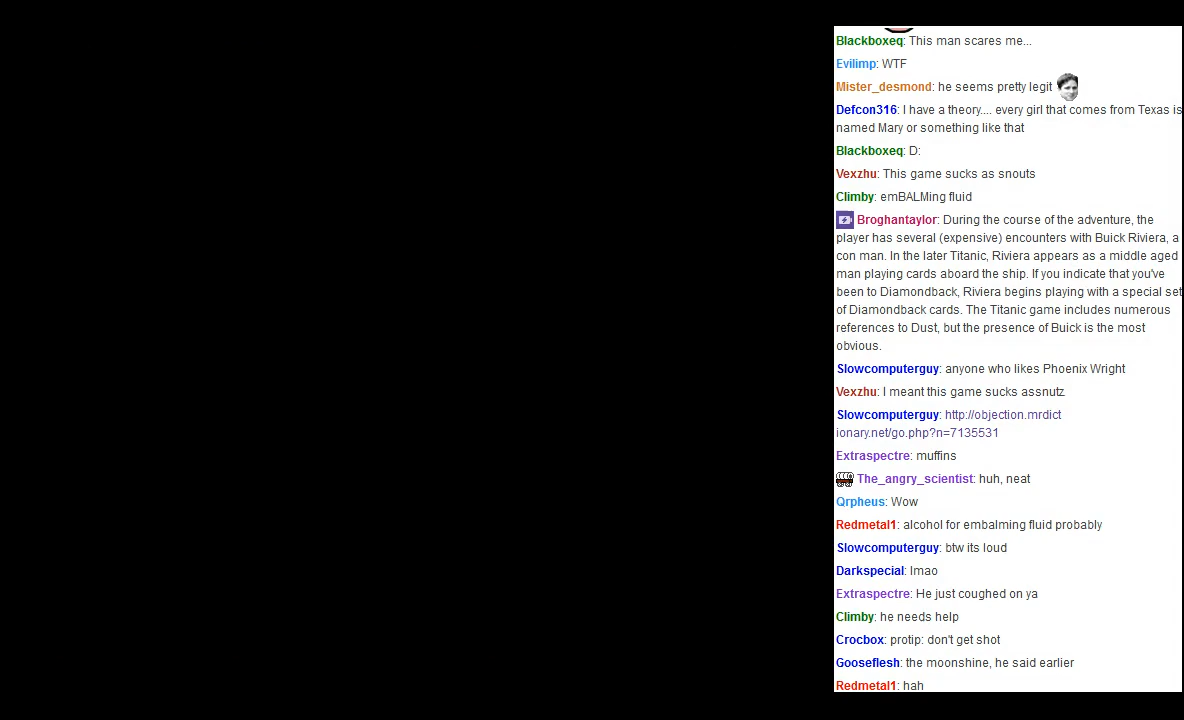 Blackboxeq: This man scares me...
Evilimp: WTF
Mister_desmond: he seems pretty legit
Defcon316: I have a theory.... every girl that comes from Texas is
named Mary or something like that
Blackboxeq: D:
Vexzhu: This game sucks as snouts
Climby: emBALMing fluid
Broghantaylor: During the course of the adventure, the
player has several (expensive) encounters with Buick Riviera, a
con man. In the later Titanic, Riviera appears as a middle aged
man playing cards aboard the ship. If you indicate that you've
been to Diamondback, Riviera begins playing with a special set
of Diamondback cards. The Titanic game includes numerous
references to Dust, but the presence of Buick is the most
obvious.
Slowcomputerguy: anyone who likes Phoenix Wright
Vexzhu: I meant this game sucks assnutz
Slowcomputerguy: http://objection.mrdict
ionary.net/go.php?n=7135531
Extraspectre: muffins
The_angry_scientist: huh, neat
Qrpheus: Wow
Redmetal1: alcohol for embalming fluid probably
Slowcomputerguy: btw its loud
Darkspecial: lmao
Extraspectre: He just coughed on ya
Climby: he needs help
Crocbox: protip: don't get shot
Gooseflesh: the moonshine, he said earlier
Redmetal1: hah